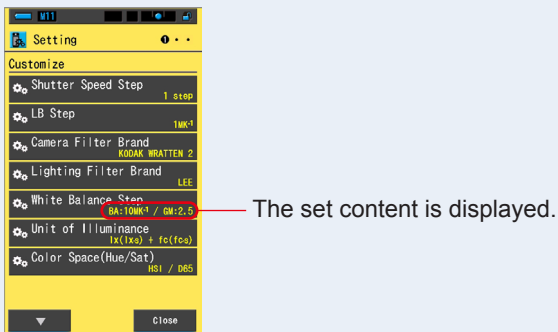 M11
Setting
Customize
Shutter Speed Step
1 step
LB Step
1MK-1
Camera Filter Brand
KODAK WRATTEN 2
Lighting Filter Brand
LEE
White Balance Step
BA:10MK-1 / GM:2.5
The set content is displayed.
Unit of Illuminance
lx(lxs) + fc(fcs)
Color Space(Hue/Sat)
HSI / D65
Close